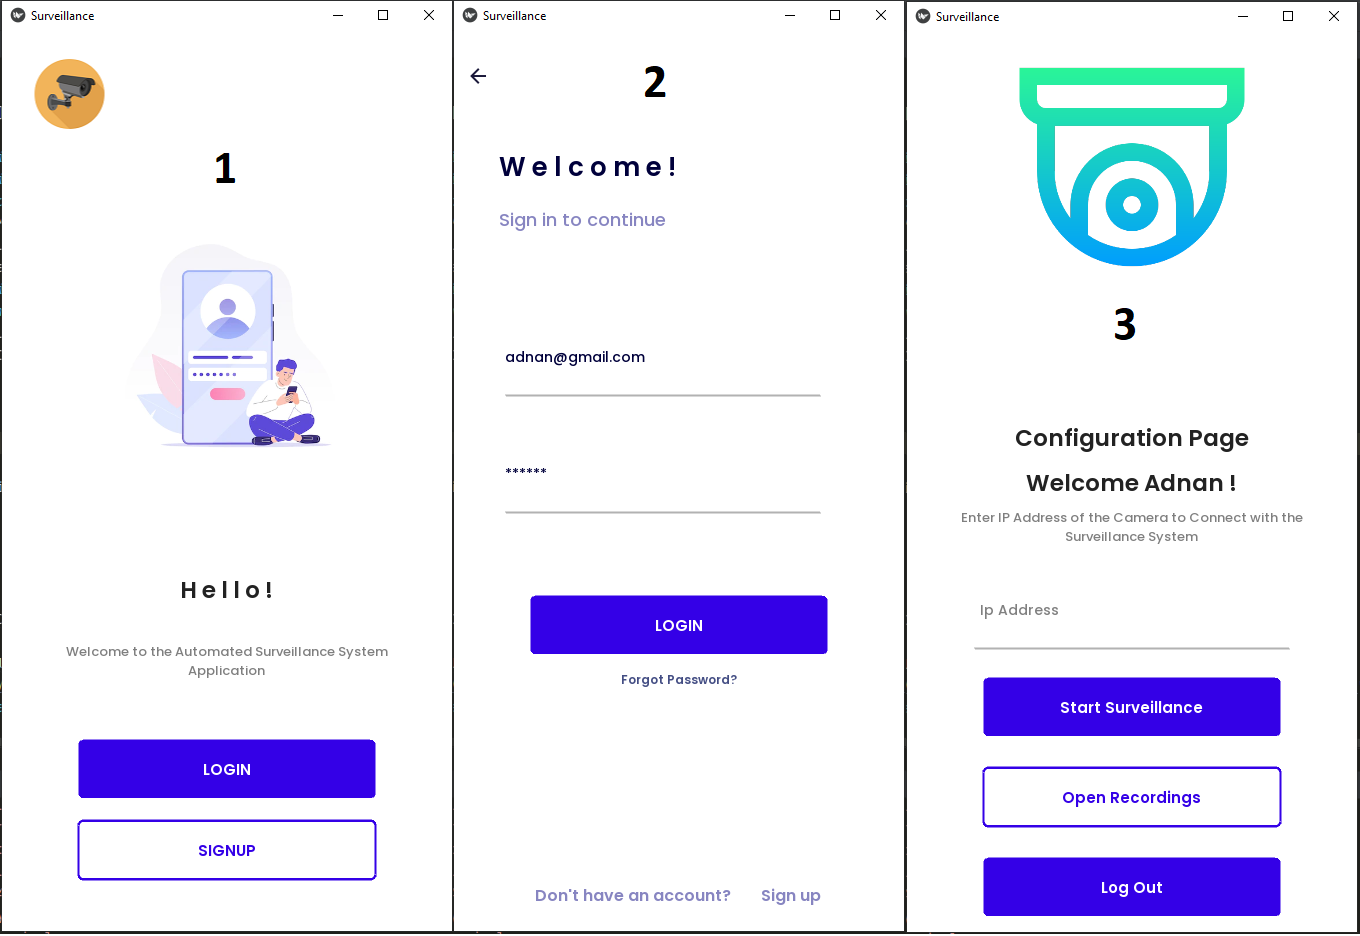 Surveillance
1
Hello!
Welcome to the Automated Surveillance System
Application
LOGIN
SIGNUP
Surveillance
2
Welcome!
Sign in to continue
adnan@gmail.com
******
LOGIN
Forgot Password?
Don't have an account? Sign up
Surveillance
3
Configuration Page
Welcome Adnan !
Enter IP Address of the Camera to Connect with the
Surveillance System
Ip Address
Start Surveillance
Open Recordings
Log Out